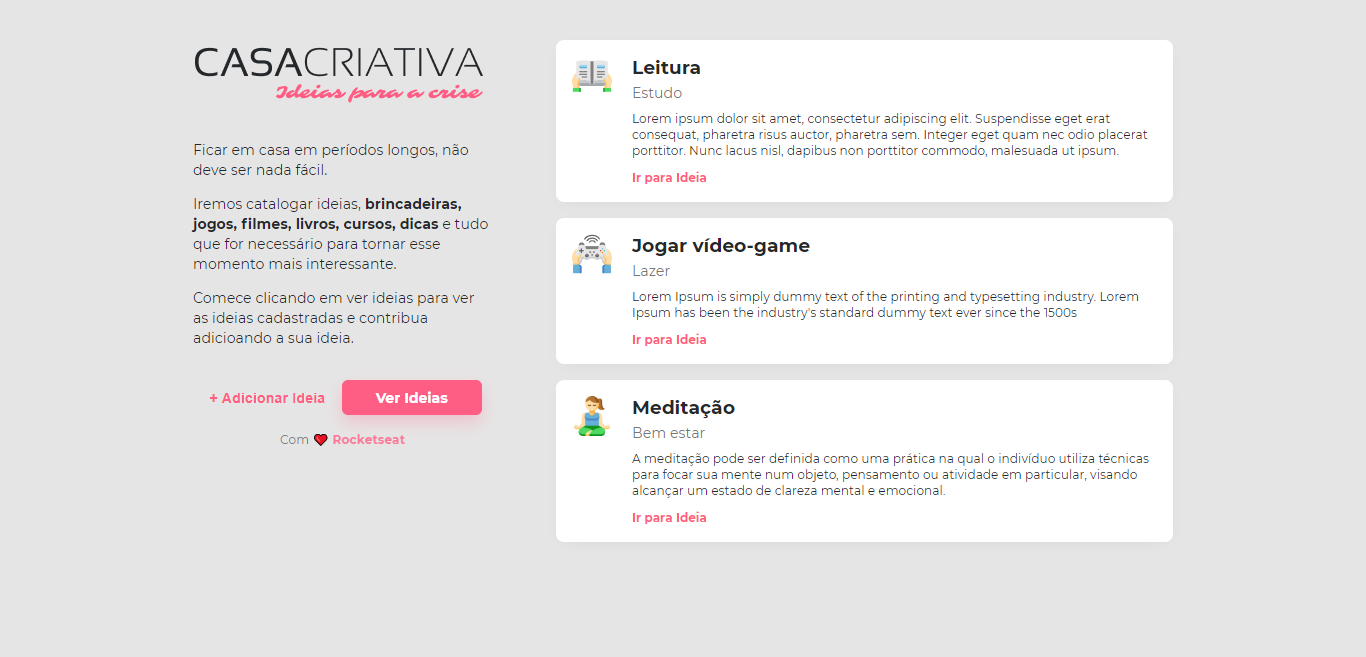 CASACRIATIVA
Ideias para a crise
Ficar em casa em períodos longos, não
deve ser nada fácil.
Iremos catalogar ideias, brincadeiras,
jogos, filmes, livros, cursos, dicas e tudo
que for necessário para tornar esse
momento mais interessante.
Comece clicando em ver ideias para ver
as ideias cadastradas e contribua
adicioando a sua ideia.
+ Adicionar Ideia
Ver Ideias
Com ❤ Rocketseat
Leitura
Estudo
Lorem ipsum dolor sit amet, consectetur adipiscing elit. Suspendisse eget erat
consequat, pharetra risus auctor, pharetra sem. Integer eget quam nec odio placerat
porttitor. Nunc lacus nisl, dapibus non porttitor commodo, malesuada ut ipsum.
Ir para Ideia
Jogar vídeo-game
Lazer
Lorem Ipsum is simply dummy text of the printing and typesetting industry. Lorem
Ipsum has been the industry's standard dummy text ever since the 1500s
Ir para Ideia
Meditação
Bem estar
A meditação pode ser definida como uma prática na qual o indivíduo utiliza técnicas
para focar sua mente num objeto, pensamento ou atividade em particular, visando
alcançar um estado de clareza mental e emocional.
Ir para Ideia